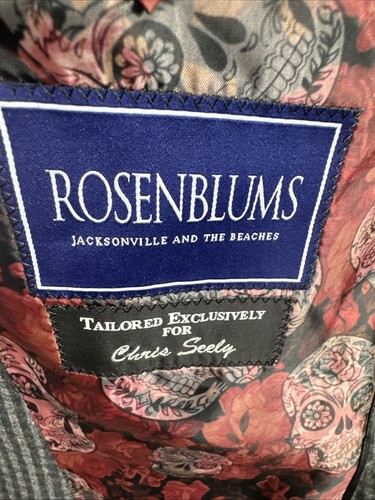 ROSENBLUMS
JACKSONVILLE AND THE BEACHES
TAILORED EXCLUSIVELY
FOR
Chris Seely